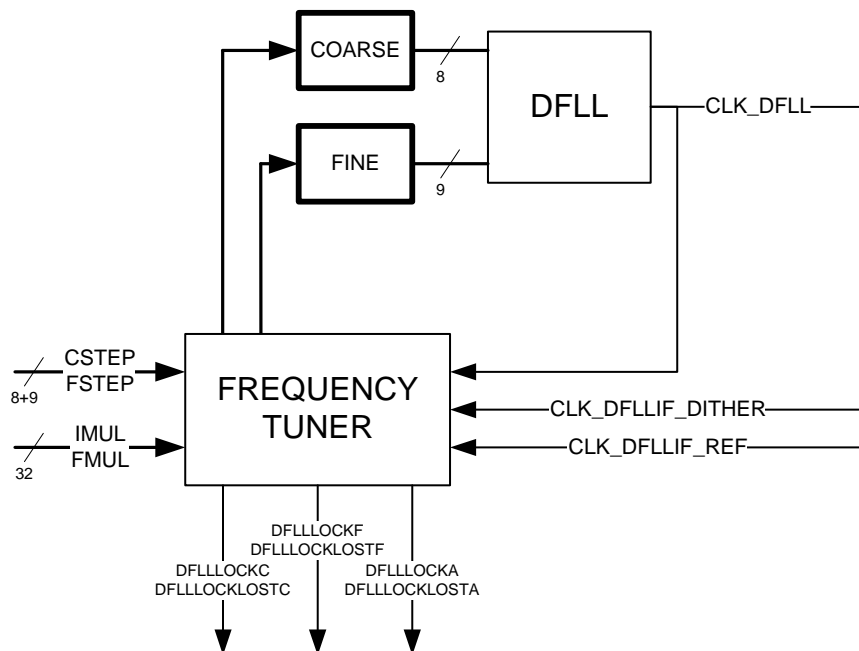 COARSE
8
DFLL
CLK_DFLL
FINE
9
CSTEP
FSTEP
8+9
FREQUENCY
TUNER
CLK_DFLLIF_DITHER
IMUL
FMUL
32
CLK_DFLLIF_REF
DFLLLOCKF
DFLLLOCKLOSTF
DFLLLOCKC
DFLLLOCKLOSTC
DFLLLOCKA
DFLLLOCKLOSTA